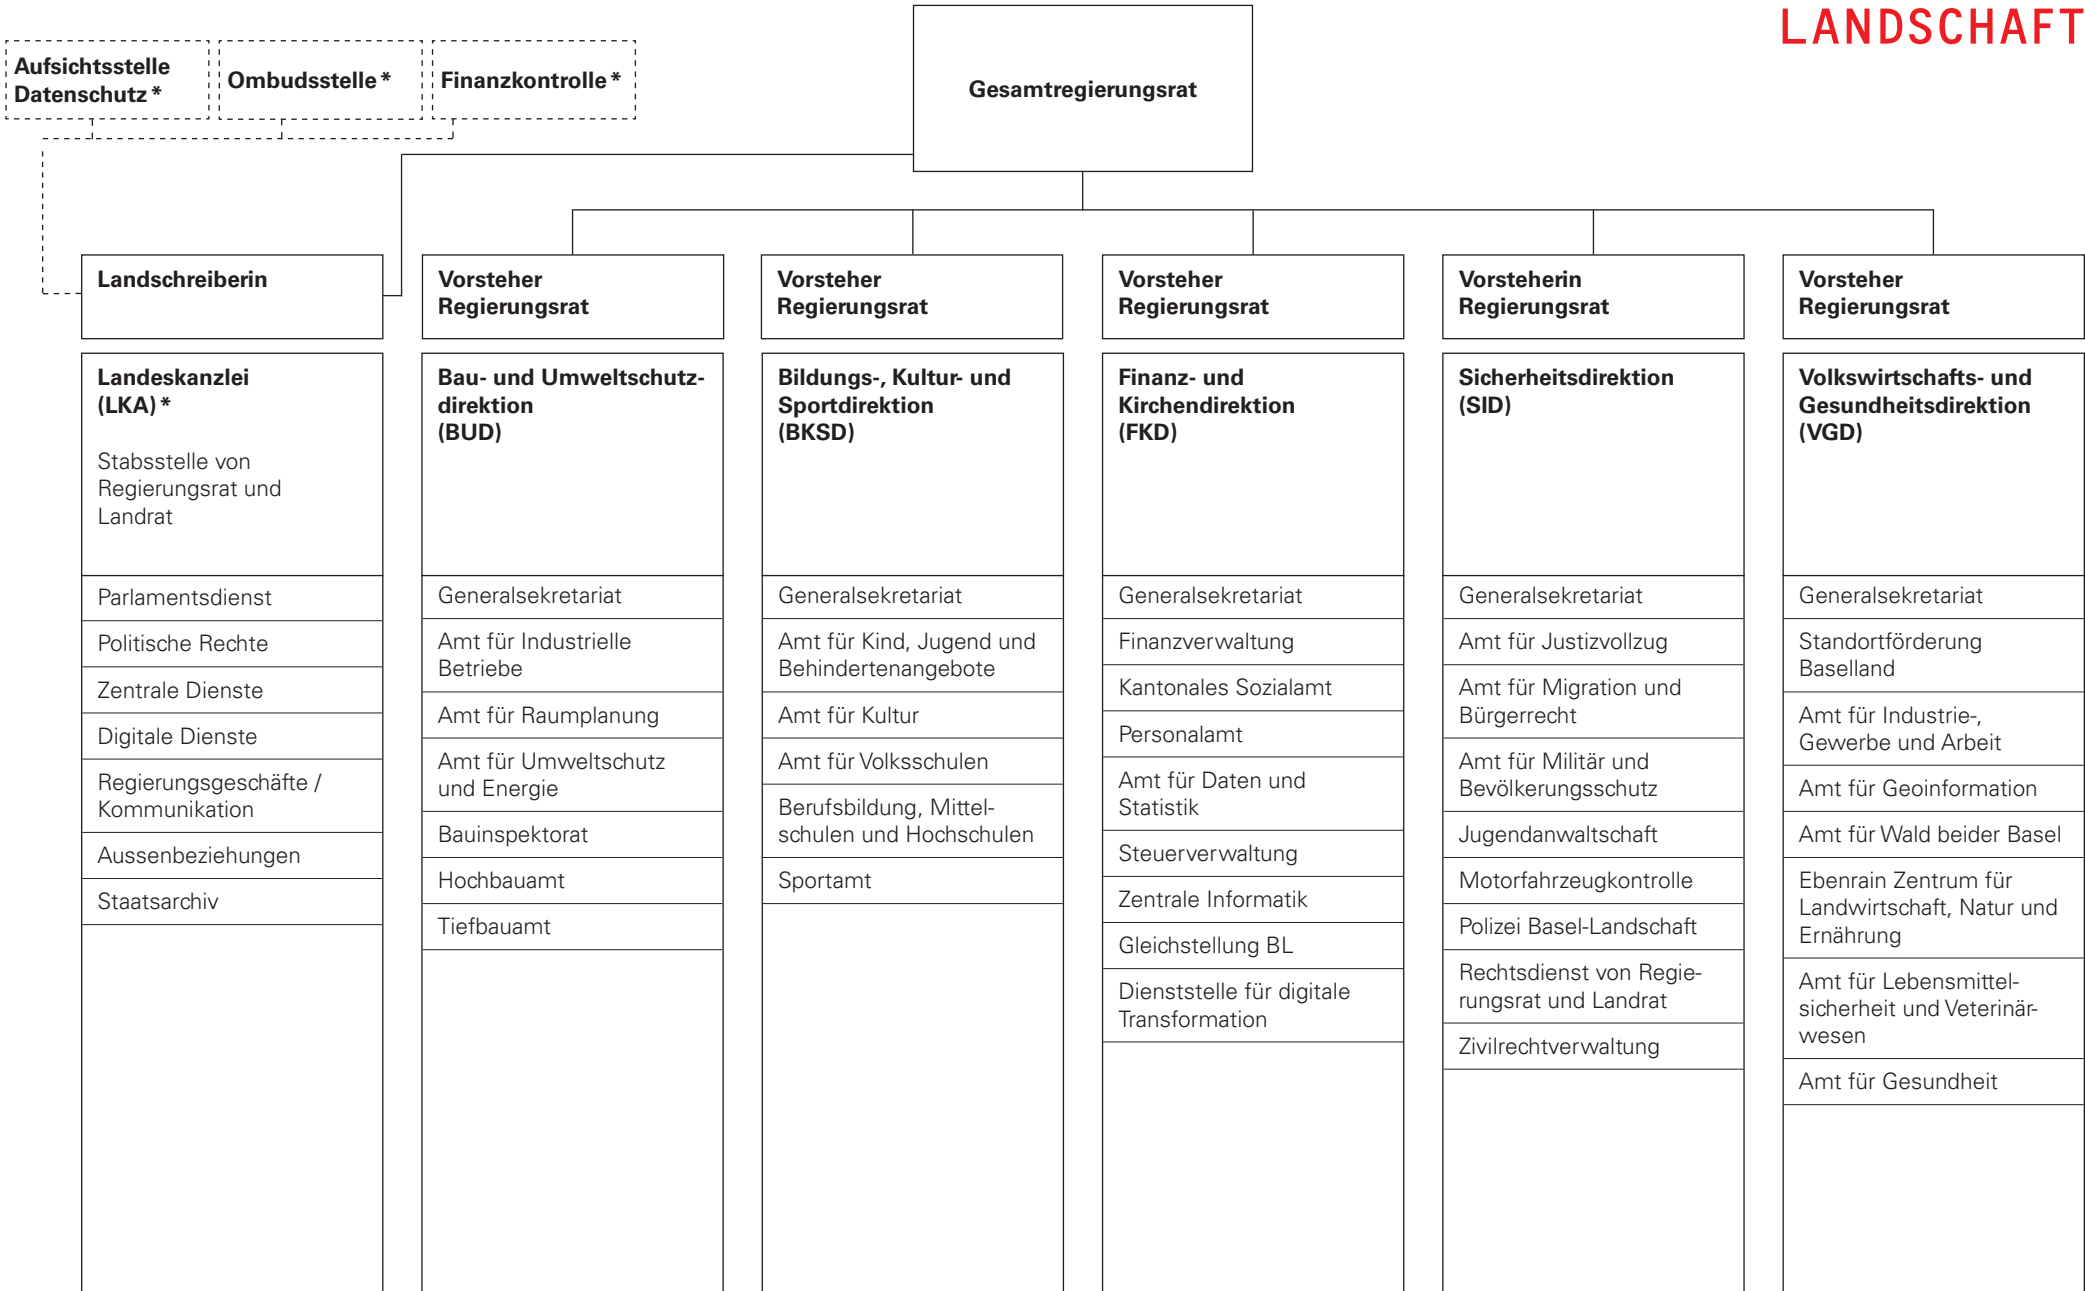 LANDSCHAFT
Aufsichtsstelle
Datenschutz *
Ombudsstelle *
Finanzkontrolle *
Gesamtregierungsrat
Landschreiberin
Vorsteher
Regierungsrat
Vorsteher
Regierungsrat
Vorsteher
Regierungsrat
Vorsteherin
Regierungsrat
Vorsteher
Regierungsrat
Landeskanzlei
(LKA) *
Stabsstelle von
Regierungsrat und
Landrat
Parlamentsdienst
Politische Rechte
Zentrale Dienste
Digitale Dienste
Regierungsgeschäfte /
Kommunikation
Aussenbeziehungen
Staatsarchiv
Bau- und Umweltschutz-
direktion
(BUD)
Generalsekretariat
Amt für Industrielle
Betriebe
Amt für Raumplanung
Amt für Umweltschutz
und Energie
Bauinspektorat
Hochbauamt
Tiefbauamt
Bildungs-, Kultur- und
Sportdirektion
(BKSD)
Generalsekretariat
Amt für Kind, Jugend und
Behindertenangebote
Amt für Kultur
Amt für Volksschulen
Berufsbildung, Mittel-
schulen und Hochschulen
Sportamt
Finanz- und
Kirchendirektion
(FKD)
Generalsekretariat
Finanzverwaltung
Kantonales Sozialamt
Personalamt
Amt für Daten und
Statistik
Steuerverwaltung
Zentrale Informatik
Gleichstellung BL
Dienststelle für digitale
Transformation
Sicherheitsdirektion
(SID)
Generalsekretariat
Amt für Justizvollzug
Amt für Migration und
Bürgerrecht
Amt für Militär und
Bevölkerungsschutz
Jugendanwaltschaft
Motorfahrzeugkontrolle
Polizei Basel-Landschaft
Rechtsdienst von Regie-
rungsrat und Landrat
Zivilrechtverwaltung
Volkswirtschafts- und
Gesundheitsdirektion
(VGD)
Generalsekretariat
Standortförderung
Baselland
Amt für Industrie-,
Gewerbe und Arbeit
Amt für Geoinformation
Amt für Wald beider Basel
Ebenrain Zentrum für
Landwirtschaft, Natur und
Ernährung
Amt für Lebensmittel-
sicherheit und Veterinär-
wesen
Amt für Gesundheit